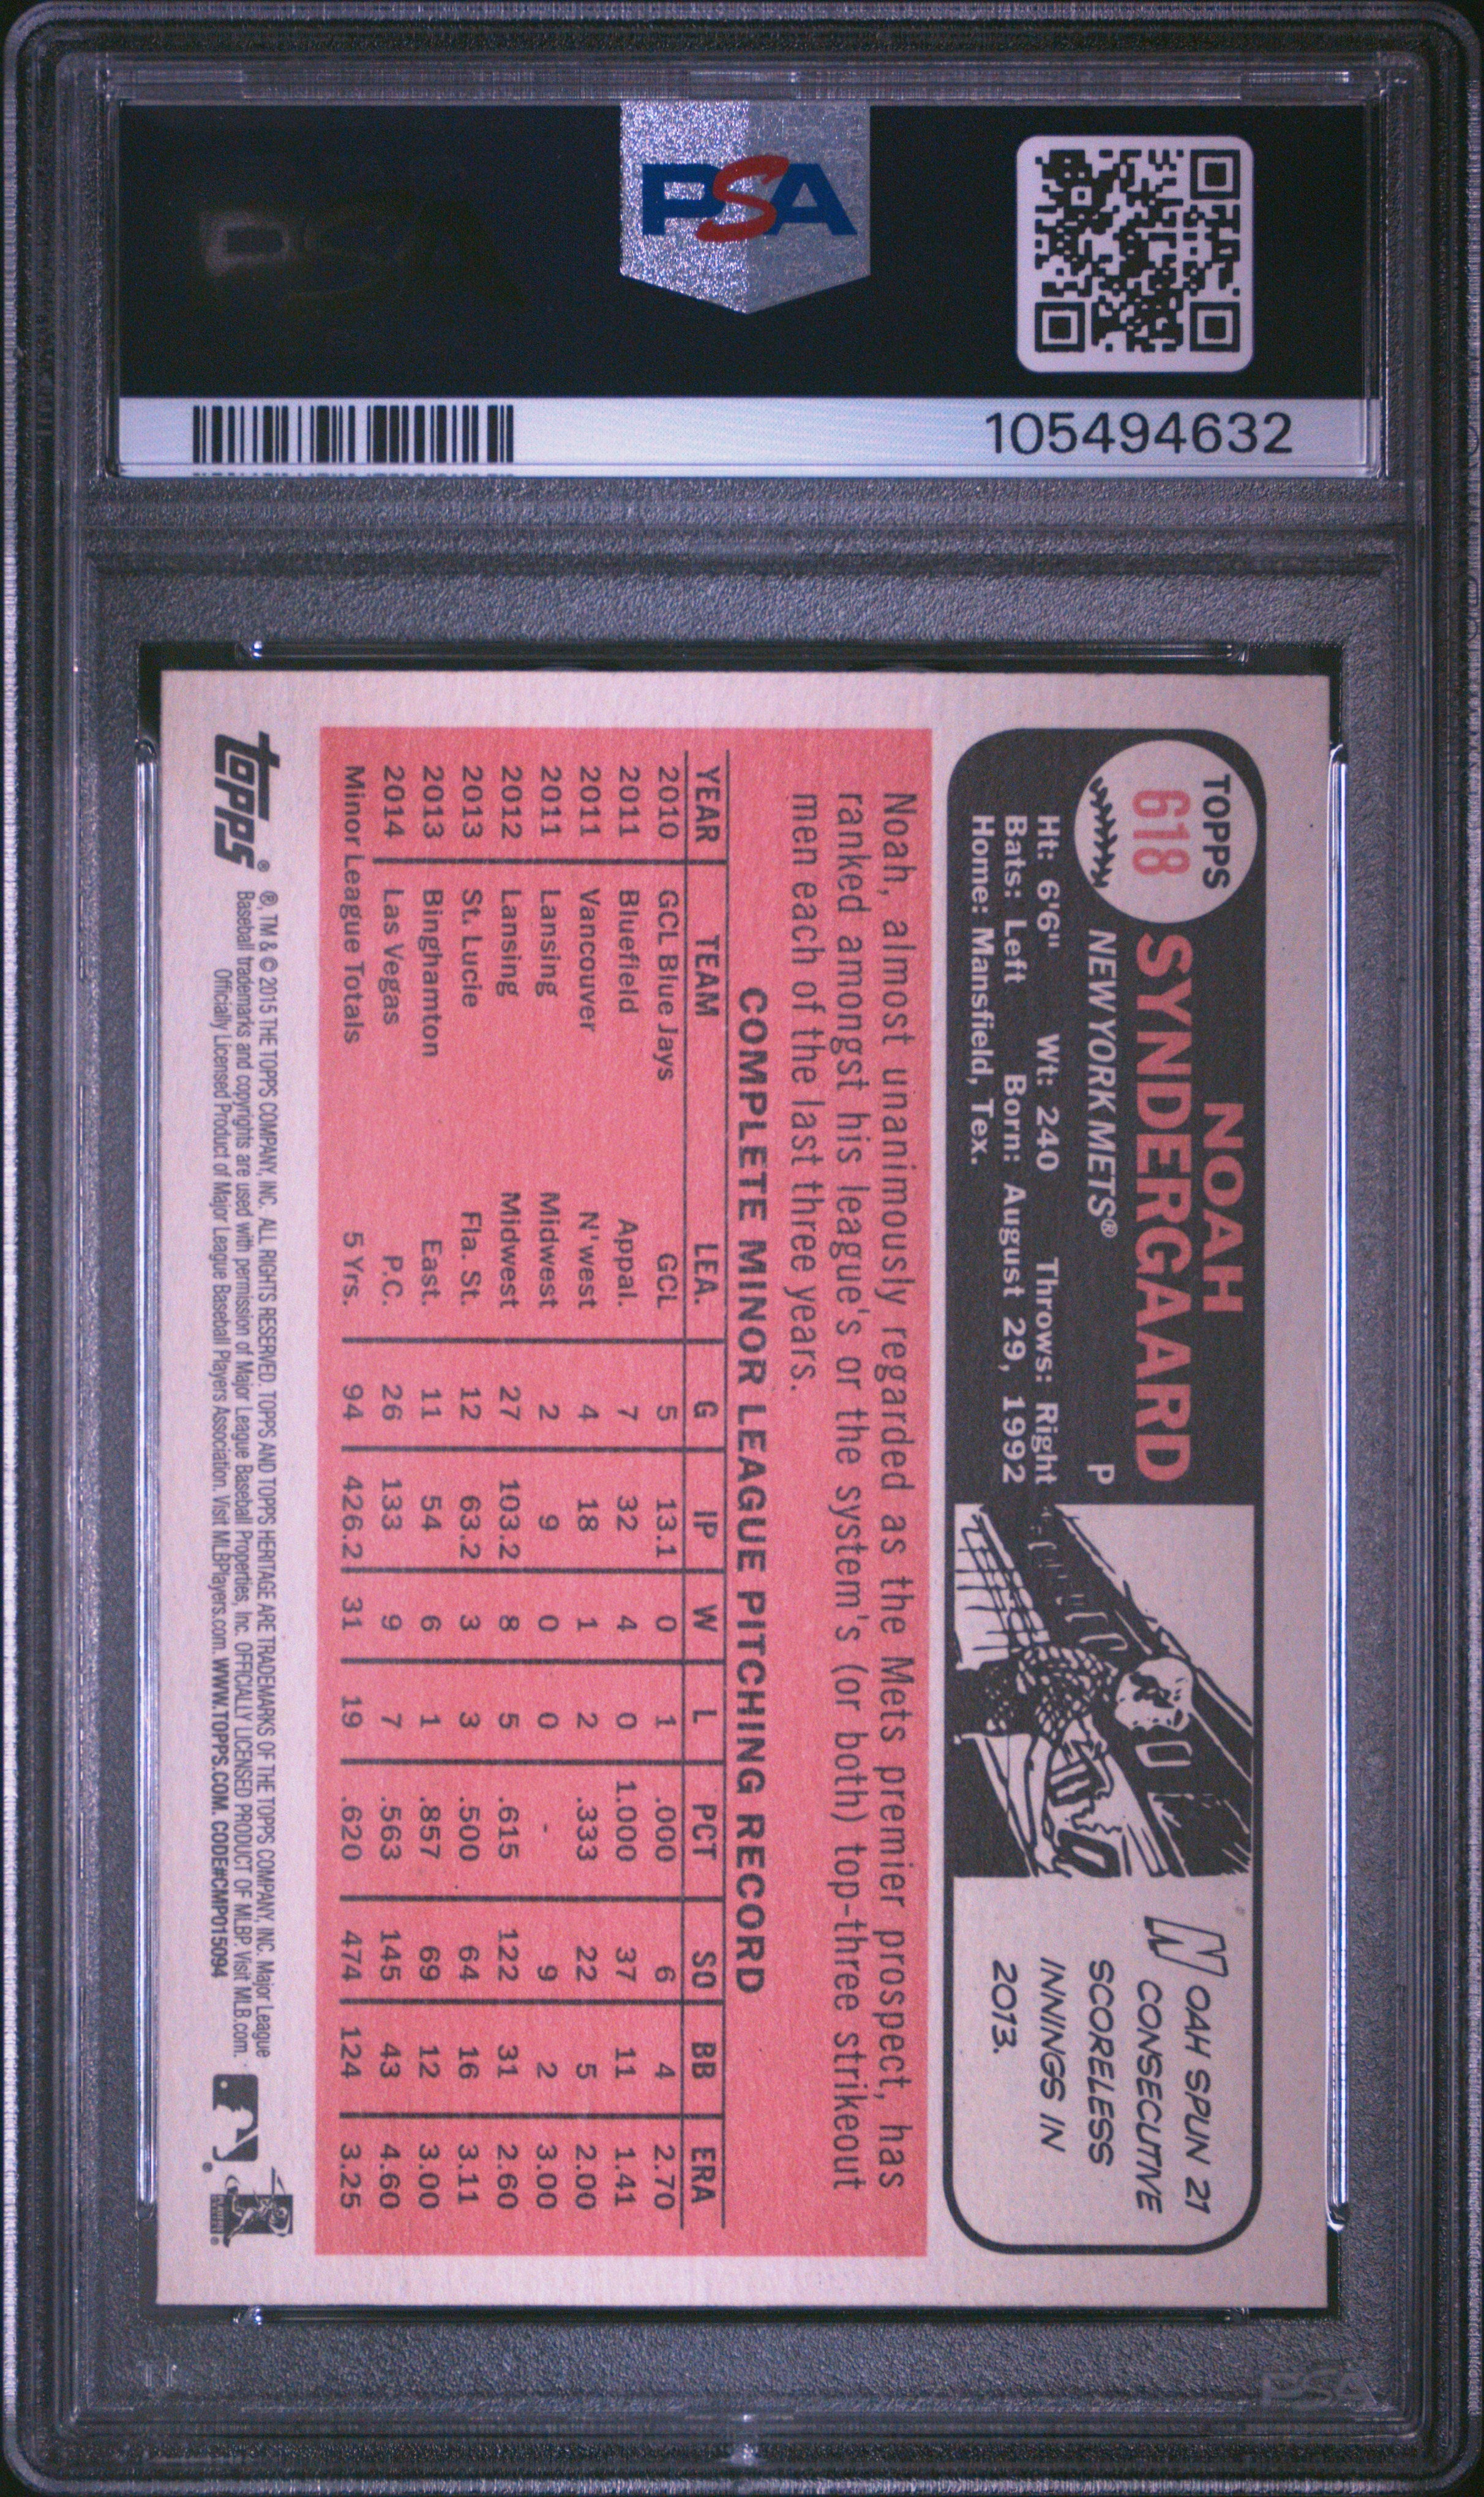 PSA
105494632
TOPPS
618
NOAH
SYNDERGAARD
NEW YORK METS® P
Ht: 6'6" Wt: 240 Throws: Right
Bats: Left Born: August 29, 1992
Home: Mansfield, Tex.
NOAH SPUN 21
CONSECUTIVE
SCORELESS
INNINGS IN
2013.
Noah, almost unanimously regarded as the Mets premier prospect, has
ranked amongst his league's or the system's (or both) top-three strikeout
men each of the last three years.
COMPLETE MINOR LEAGUE PITCHING RECORD
YEAR TEAM LEA. G IP W L PCT SO BB ERA
2010 GCL Blue Jays GCL 5 13.1 0 1 .000 6 4 2.70
2011 Bluefield Appal. 7 32 4 0 1.000 37 11 1.41
2011 Vancouver N'west 4 18 1 2 .333 22 5 2.00
2011 Lansing Midwest 2 9 0 0 - 9 2 3.00
2012 Lansing Midwest 27 103.2 8 5 .615 122 31 2.60
2013 St. Lucie Fla. St. 12 63.2 3 3 .500 64 16 3.11
2013 Binghamton East. 11 54 6 1 .857 69 12 3.00
2014 Las Vegas P.C. 26 133 9 7 .563 145 43 4.60
Minor League Totals 5 Yrs. 94 426.2 31 19 .620 474 124 3.25
topps®
®, TM & © 2015 THE TOPPS COMPANY, INC. ALL RIGHTS RESERVED. TOPPS AND TOPPS HERITAGE ARE TRADEMARKS OF THE TOPPS COMPANY, INC. Major League
Baseball trademarks and copyrights are used with permission of Major League Baseball Properties, Inc. OFFICIALLY LICENSED PRODUCT OF MLBP. Visit MLB.com.
Officially Licensed Product of Major League Baseball Players Association. Visit MLBPlayers.com. WWW.TOPPS.COM. CODE#CMP015094
PSA